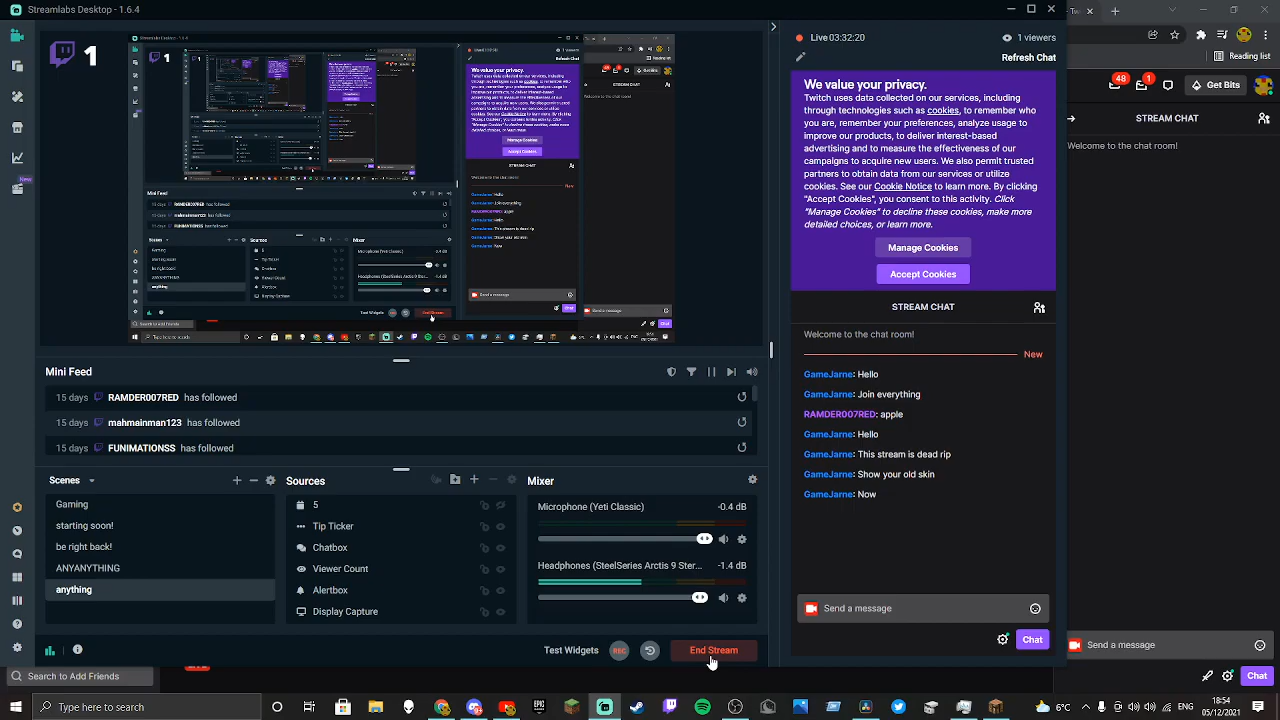 Streamlabs Desktop - 1.6.4
1
Live 03:32:20
1 viewers
Refresh Chat
We value your privacy.
Twitch uses data collected on our services, including
through technologies such as cookies, to remember who
you are, remember your preferences, analyze usage to
improve our products, to deliver interest-based
advertising and to measure the effectiveness of our
campaigns to acquire new users. We also permit trusted
partners to obtain data from our services or utilize
cookies. See our Cookie Notice to learn more. By clicking
"Accept Cookies", you consent to this activity. Click
"Manage Cookies" to decline these cookies, make more
detailed choices, or learn more.
Manage Cookies
Accept Cookies
STREAM CHAT
Welcome to the chat room!
New
GameJarne: Hello
GameJarne: Join everything
RAMDER007RED: apple
GameJarne: Hello
GameJarne: This stream is dead rip
GameJarne: Show your old skin
GameJarne: Now
Send a message
Chat
48
1
New
Mini Feed
15 days RAMDER007RED has followed
15 days mahmainman123 has followed
15 days FUNIMATIONSS has followed
Scenes
Gaming
starting soon!
be right back!
ANYANYTHING
anything
Sources
5
Tip Ticker
Chatbox
Viewer Count
Alertbox
Display Capture
Mixer
Microphone (Yeti Classic)
-0.4 dB
Headphones (SteelSeries Arctis 9 Ster...
-1.4 dB
Test Widgets
REC
End Stream
Search to Add Friends
Send a message
Chat
Type here to search
6°C
ENG
18:54
05/12/2021